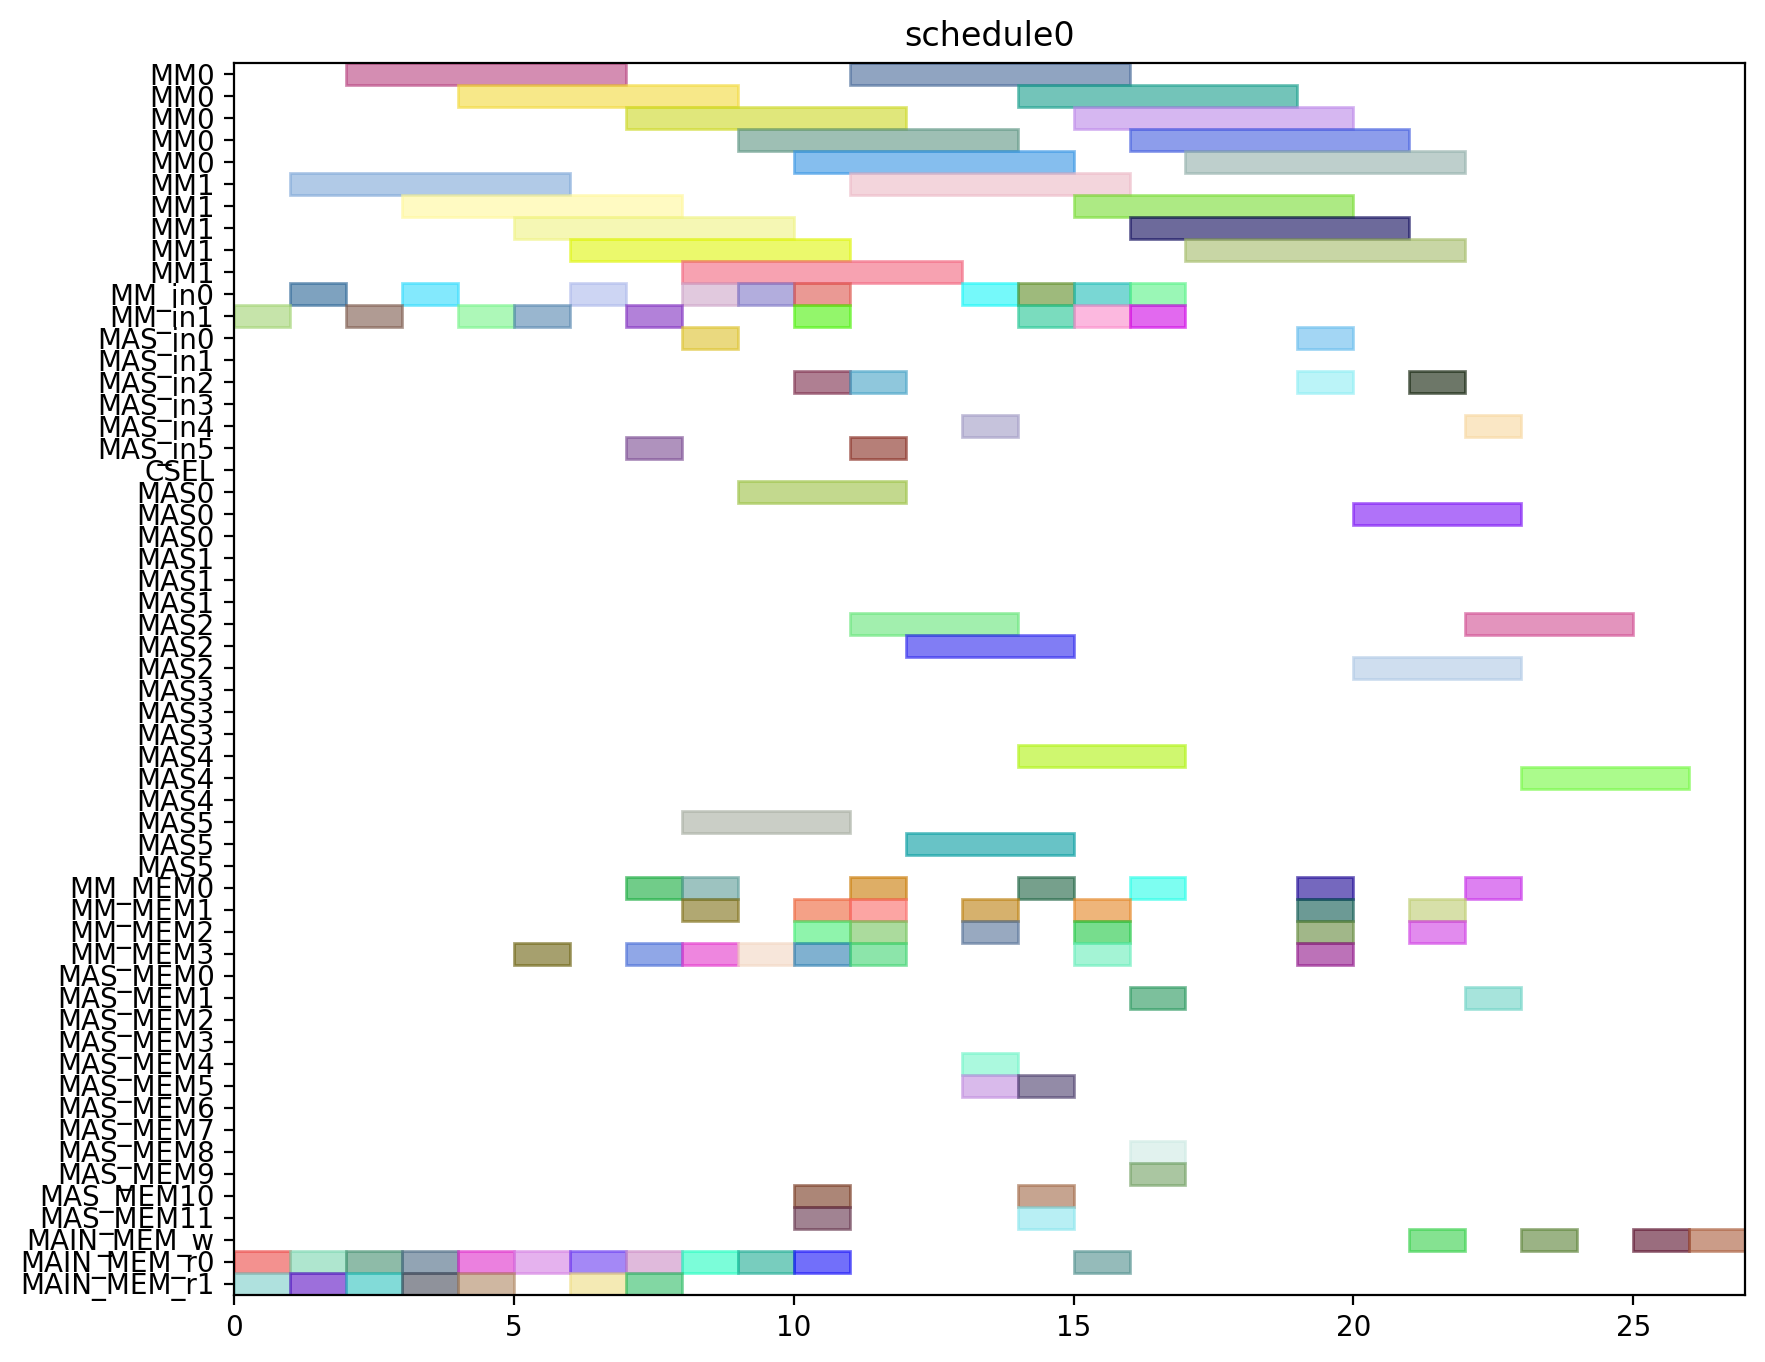 schedule0
MM0
MM0
MM0
MM0
MM0
MM1
MM1
MM1
MM1
MM1
MM_in0
MM_in1
MAS_in0
MAS_in1
MAS_in2
MAS_in3
MAS_in4
MAS_in5
CSEL
MAS0
MAS0
MAS0
MAS1
MAS1
MAS1
MAS2
MAS2
MAS2
MAS3
MAS3
MAS3
MAS4
MAS4
MAS4
MAS5
MAS5
MAS5
MM_MEM0
MM_MEM1
MM_MEM2
MM_MEM3
MAS_MEM0
MAS_MEM1
MAS_MEM2
MAS_MEM3
MAS_MEM4
MAS_MEM5
MAS_MEM6
MAS_MEM7
MAS_MEM8
MAS_MEM9
MAS_MEM10
MAS_MEM11
MAIN_MEM_w
MAIN_MEM_r0
MAIN_MEM_r1
0 5 10 15 20 25